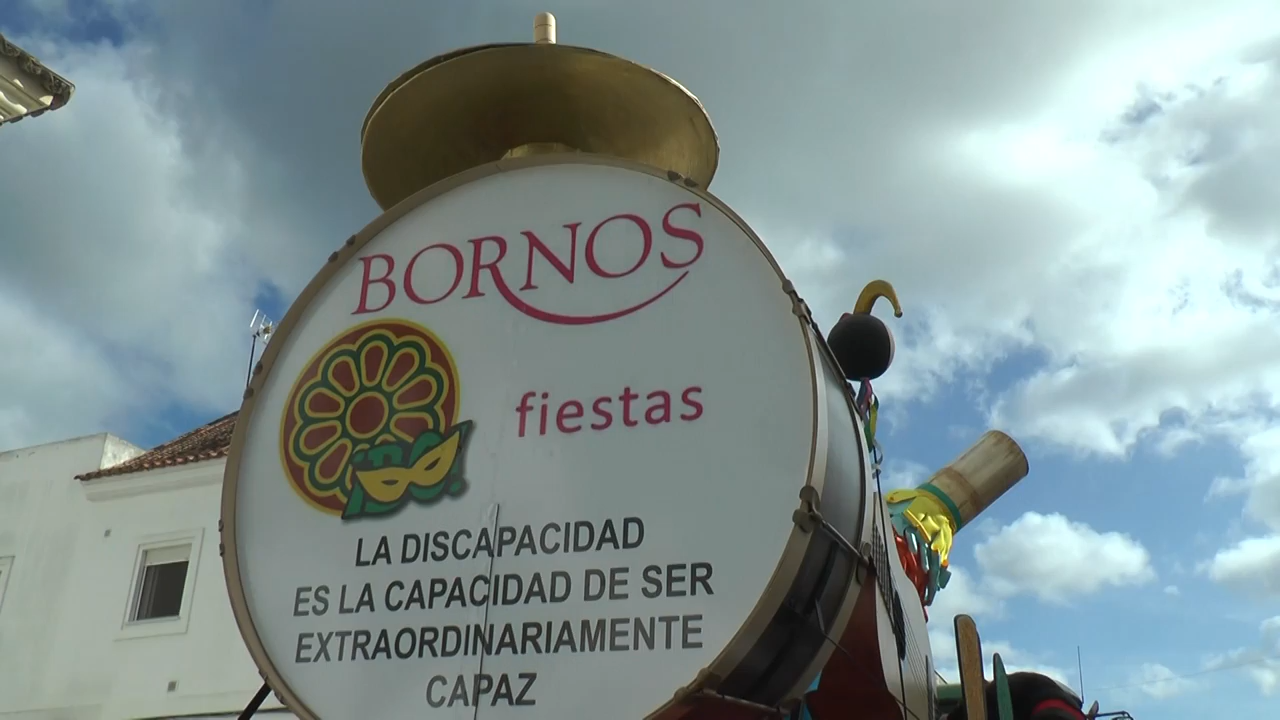 BORNOS
fiestas
LA DISCAPACIDAD
ES LA CAPACIDAD DE SER
EXTRAORDINARIAMENTE
CAPAZ